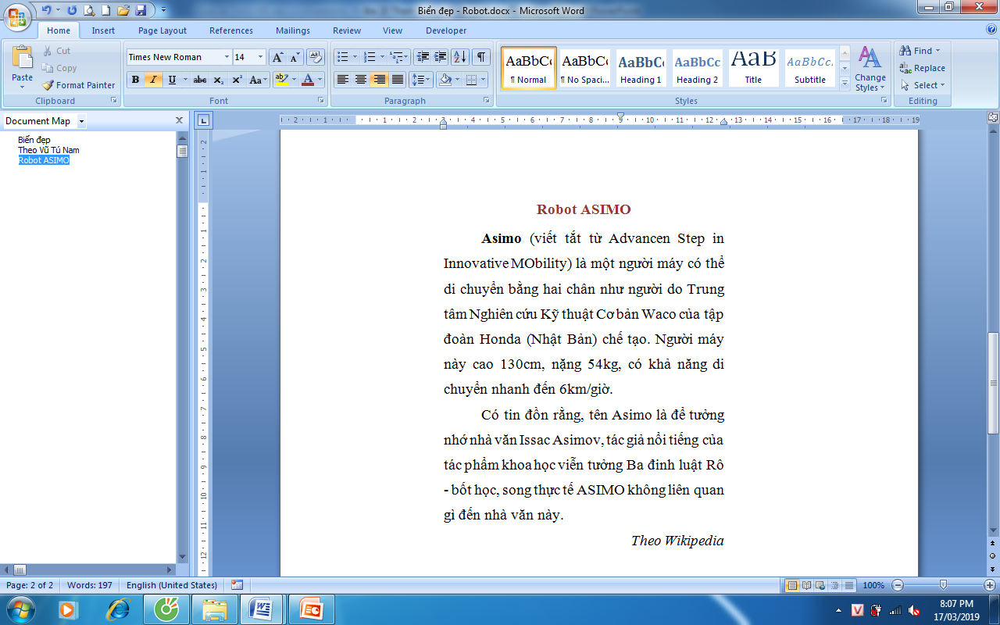 Biển đẹp - Robot.docx - Microsoft Word
Home Insert Page Layout References Mailings Review View Developer
Paste Cut Copy Format Painter
Times New Roman 14
AaBbCc AaBbCc AaBbCc AaBbCc AaB AaBbCc
¶ Normal ¶ No Spaci... Heading 1 Heading 2 Title Subtitle
Change Styles
Find Replace Select
Clipboard Font Paragraph Styles Editing
Document Map
Biển đẹp
Theo Vũ Tú Nam
Robot ASIMO
Robot ASIMO
Asimo (viết tắt từ Advancen Step in
Innovative MObility) là một người máy có thể
di chuyển bằng hai chân như người do Trung
tâm Nghiên cứu Kỹ thuật Cơ bản Waco của tập
đoàn Honda (Nhật Bản) chế tạo. Người máy
này cao 130cm, nặng 54kg, có khả năng di
chuyển nhanh đến 6km/giờ.
Có tin đồn rằng, tên Asimo là để tưởng
nhớ nhà văn Issac Asimov, tác giả nổi tiếng của
tác phẩm khoa học viễn tưởng Ba đinh luật Rô
- bốt học, song thực tế ASIMO không liên quan
gì đến nhà văn này.
Theo Wikipedia
Page: 2 of 2 Words: 197 English (United States) 100%
8:07 PM
17/03/2019